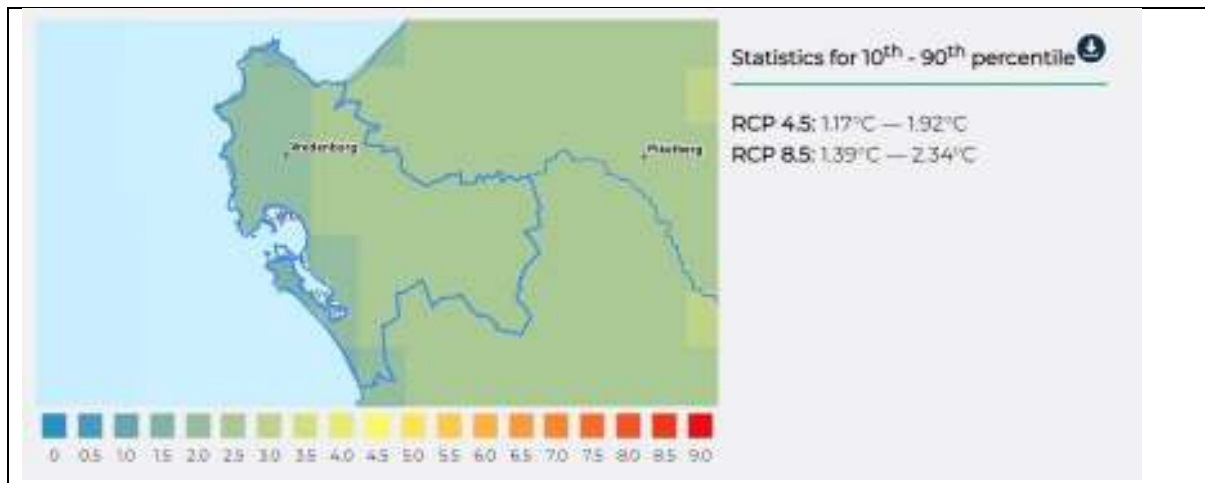 Statistics for 10th - 90th percentile
RCP 4.5: 1.17°C — 1.92°C
RCP 8.5: 1.39°C — 2.34°C
Vredenburg
Piketberg
0 0.5 1.0 1.5 2.0 2.5 3.0 3.5 4.0 4.5 5.0 5.5 6.0 6.5 7.0 7.5 8.0 8.5 9.0